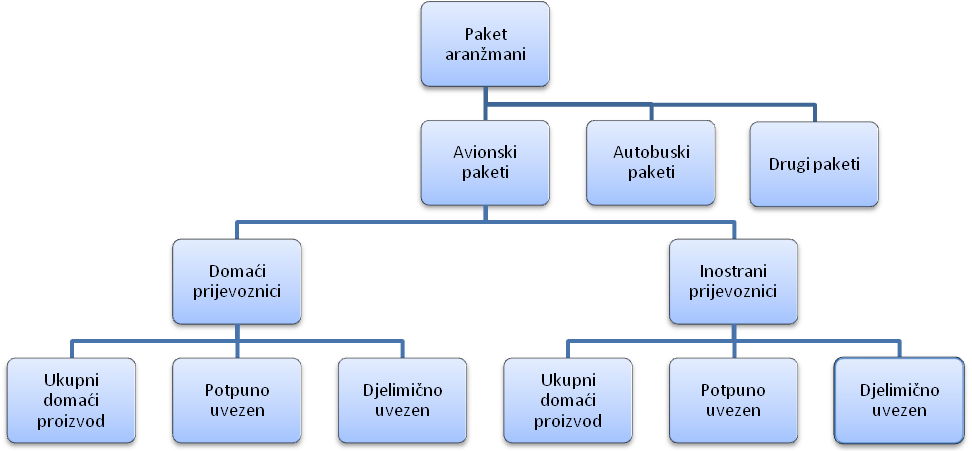 Paket
aranžmani
Avionski
paketi
Autobuski
paketi
Drugi paketi
Domaći
prijevoznici
Inostrani
prijevoznici
Ukupni
domaći
proizvod
Potpuno
uvezen
Djelimično
uvezen
Ukupni
domaći
proizvod
Potpuno
uvezen
Djelimično
uvezen